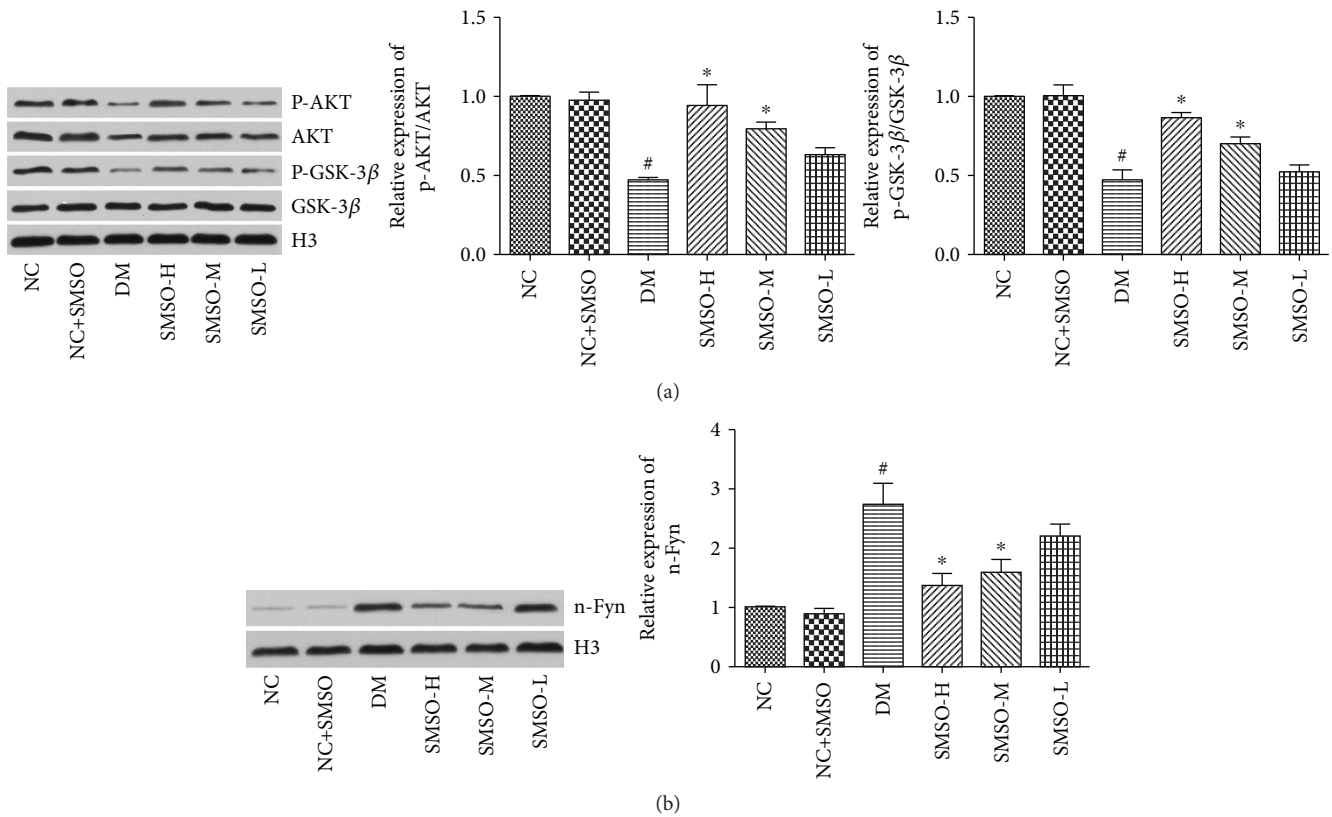 P-AKT
AKT
P-GSK-3β
GSK-3β
H3
NC
NC+SMSO
DM
SMSO-H
SMSO-M
SMSO-L
Relative expression of
p-AKT/AKT
1.5
1.0
0.5
0.0
#
*
*
NC
NC+SMSO
DM
SMSO-H
SMSO-M
SMSO-L
Relative expression of
p-GSK-3β/GSK-3β
1.5
1.0
0.5
0.0
#
*
*
NC
NC+SMSO
DM
SMSO-H
SMSO-M
SMSO-L
(a)
n-Fyn
H3
NC
NC+SMSO
DM
SMSO-H
SMSO-M
SMSO-L
Relative expression of
n-Fyn
4
3
2
1
0
#
*
*
NC
NC+SMSO
DM
SMSO-H
SMSO-M
SMSO-L
(b)